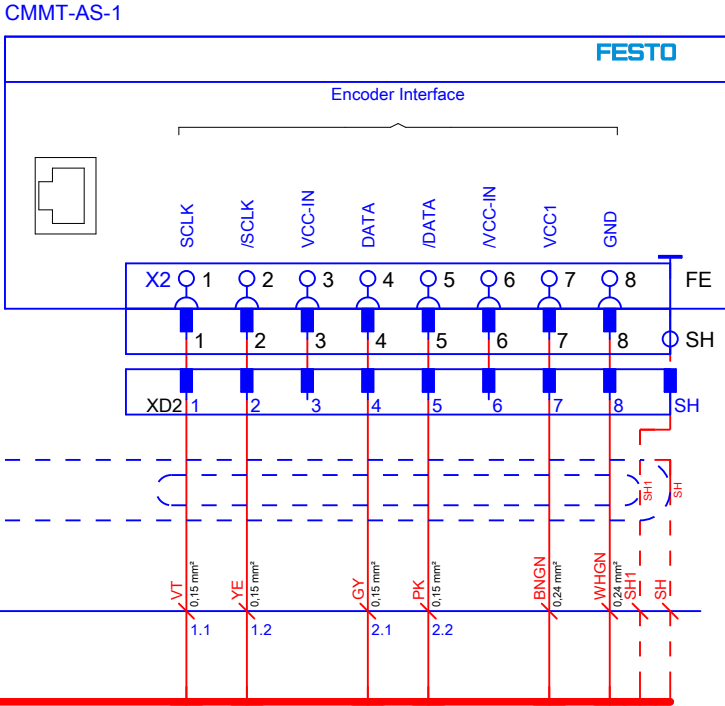 CMMT-AS-1
FESTO
Encoder Interface
SCLK /SCLK VCC-IN DATA /DATA /VCC-IN VCC1 GND
X2 1 2 3 4 5 6 7 8 FE
1 2 3 4 5 6 7 8 SH
XD2 1 2 3 4 5 6 7 8 SH
SH1 SH
VT 0,15 mm² YE 0,15 mm² GY 0,15 mm² PK 0,15 mm² BNGN 0,24 mm² WHGN 0,24 mm² SH1 SH
1.1 1.2 2.1 2.2